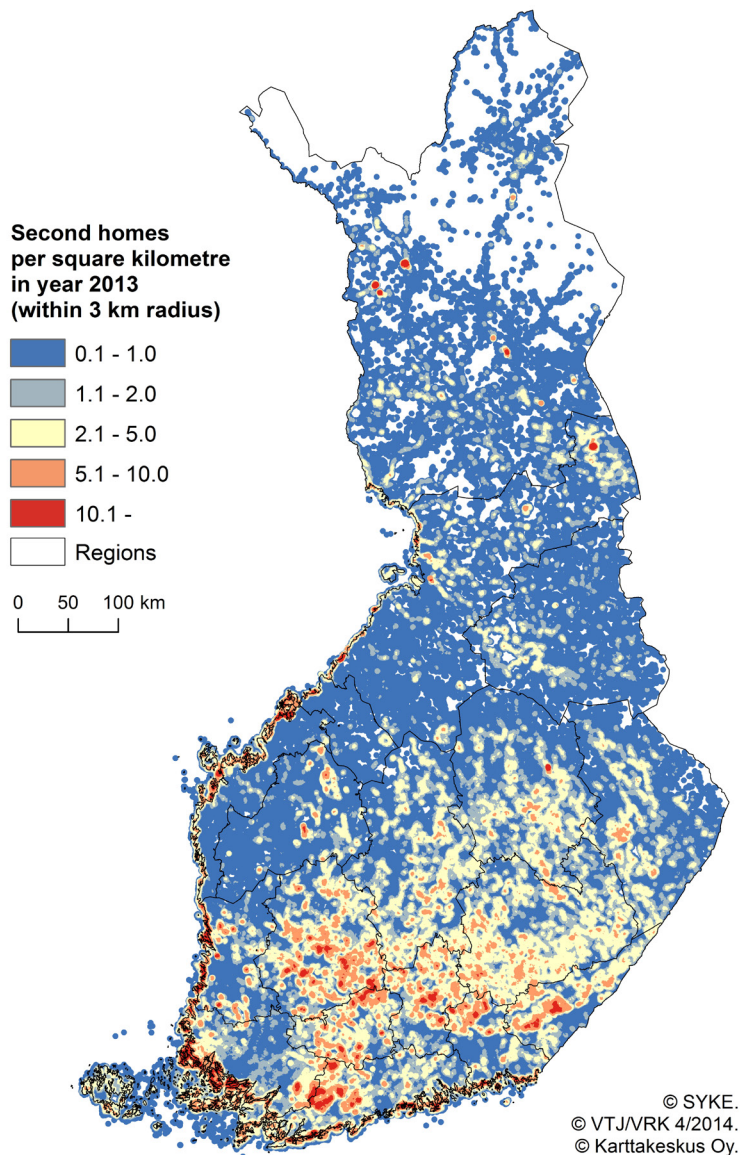 Second homes
per square kilometre
in year 2013
(within 3 km radius)
0.1 - 1.0
1.1 - 2.0
2.1 - 5.0
5.1 - 10.0
10.1 -
Regions
0 50 100 km
© SYKE.
© VTJ/VRK 4/2014.
© Karttakeskus Oy.